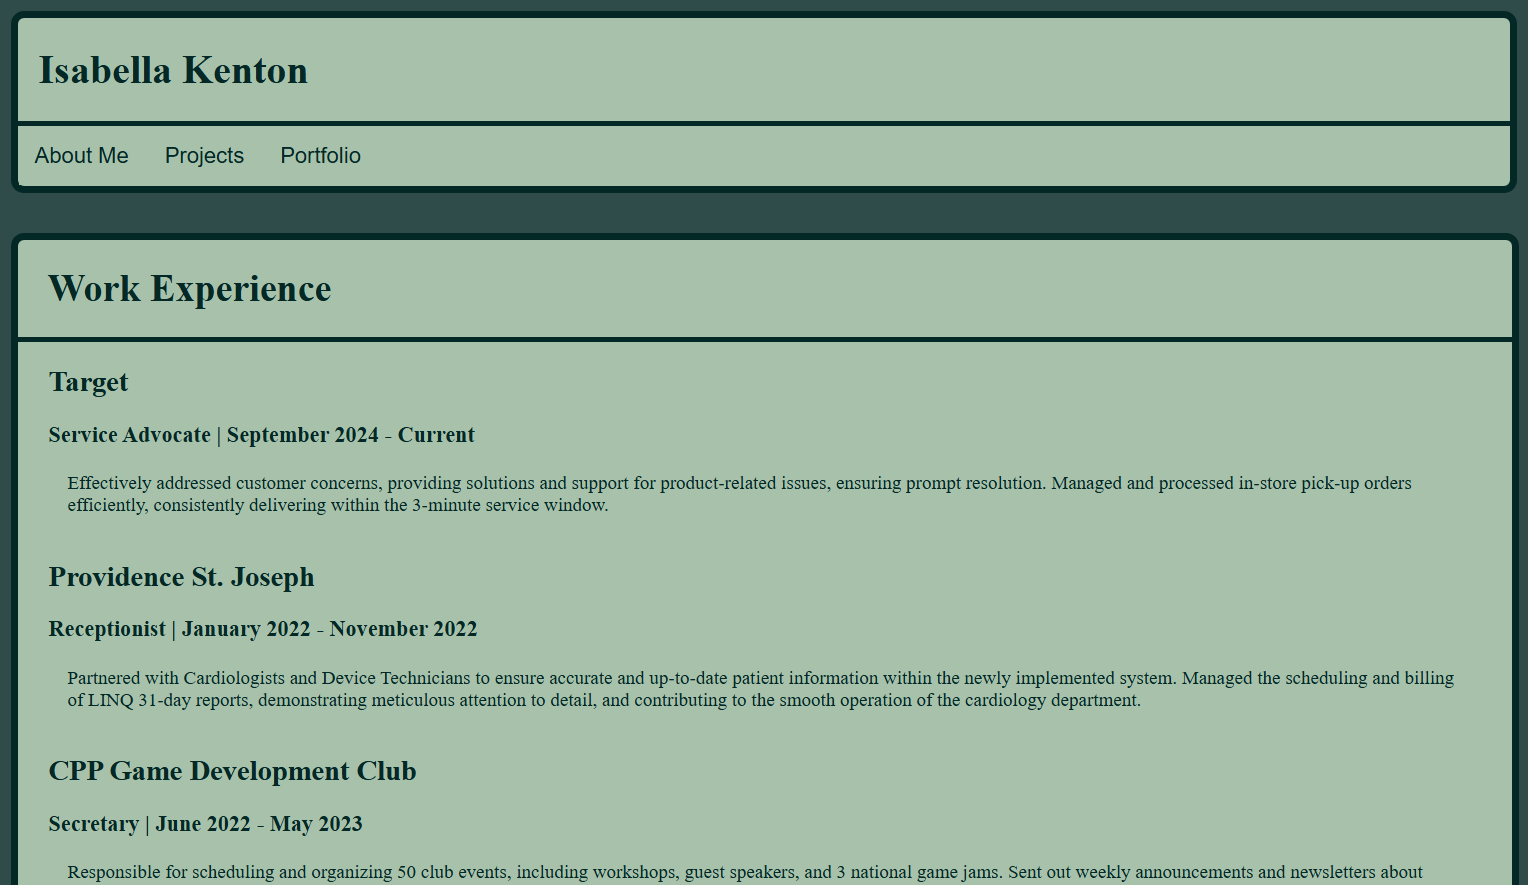 Isabella Kenton
About Me Projects Portfolio
Work Experience
Target
Service Advocate | September 2024 - Current
Effectively addressed customer concerns, providing solutions and support for product-related issues, ensuring prompt resolution. Managed and processed in-store pick-up orders
efficiently, consistently delivering within the 3-minute service window.
Providence St. Joseph
Receptionist | January 2022 - November 2022
Partnered with Cardiologists and Device Technicians to ensure accurate and up-to-date patient information within the newly implemented system. Managed the scheduling and billing
of LINQ 31-day reports, demonstrating meticulous attention to detail, and contributing to the smooth operation of the cardiology department.
CPP Game Development Club
Secretary | June 2022 - May 2023
Responsible for scheduling and organizing 50 club events, including workshops, guest speakers, and 3 national game jams. Sent out weekly announcements and newsletters about